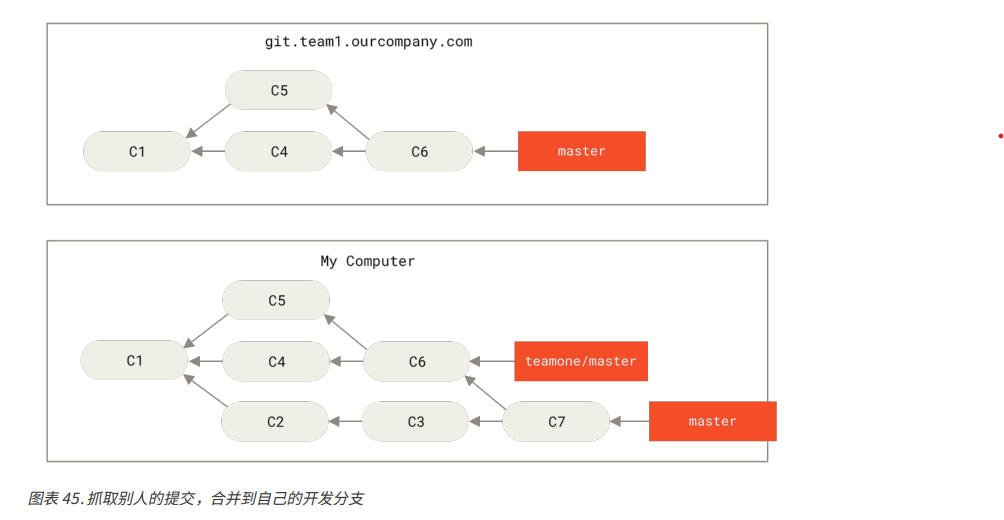 git.team1.ourcompany.com
C5
C1
C4
C6
master
My Computer
C5
C1
C4
C6
teamone/master
C2
C3
C7
master
图表 45. 抓取别人的提交，合并到自己的开发分支